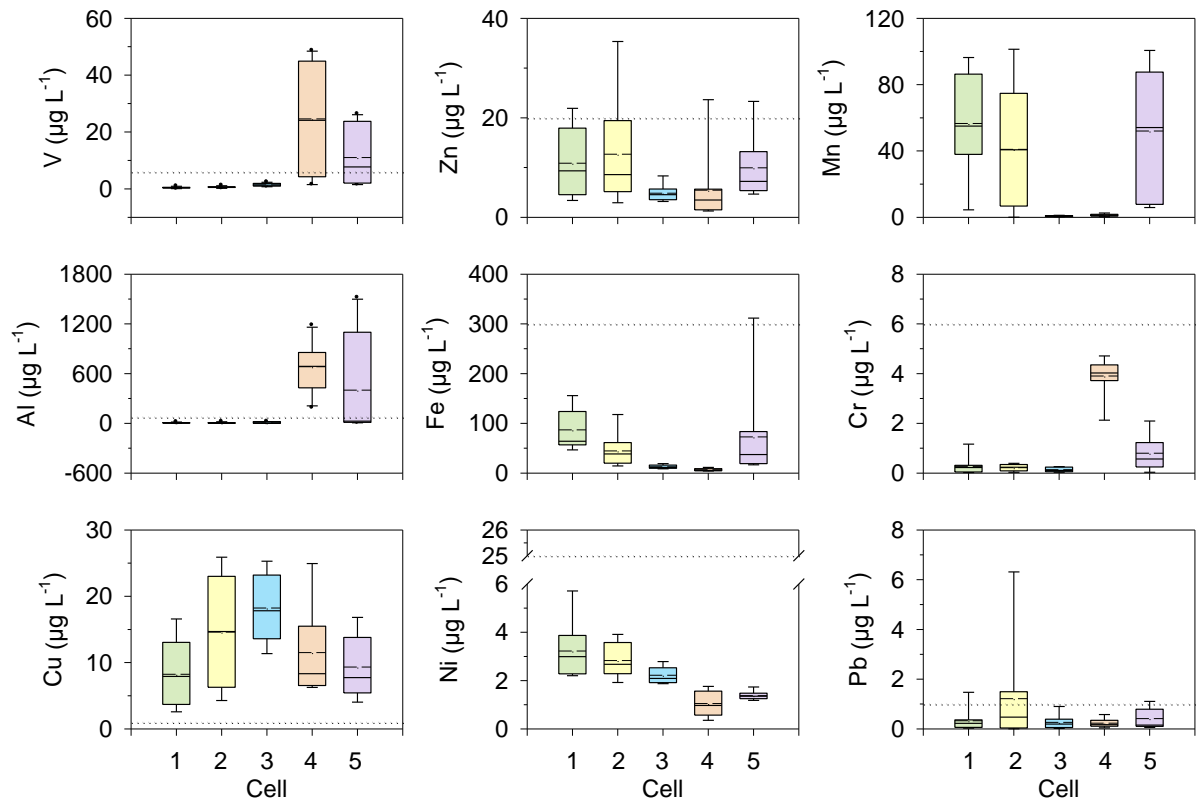 60
40
20
0
V (µg L⁻¹)
40
20
0
Zn (µg L⁻¹)
120
80
40
0
Mn (µg L⁻¹)
1800
1200
600
0
-600
Al (µg L⁻¹)
400
300
200
100
0
Fe (µg L⁻¹)
8
6
4
2
0
Cr (µg L⁻¹)
30
20
10
0
Cu (µg L⁻¹)
1 2 3 4 5
Cell
26
25
6
4
2
0
Ni (µg L⁻¹)
1 2 3 4 5
Cell
8
6
4
2
0
Pb (µg L⁻¹)
1 2 3 4 5
Cell